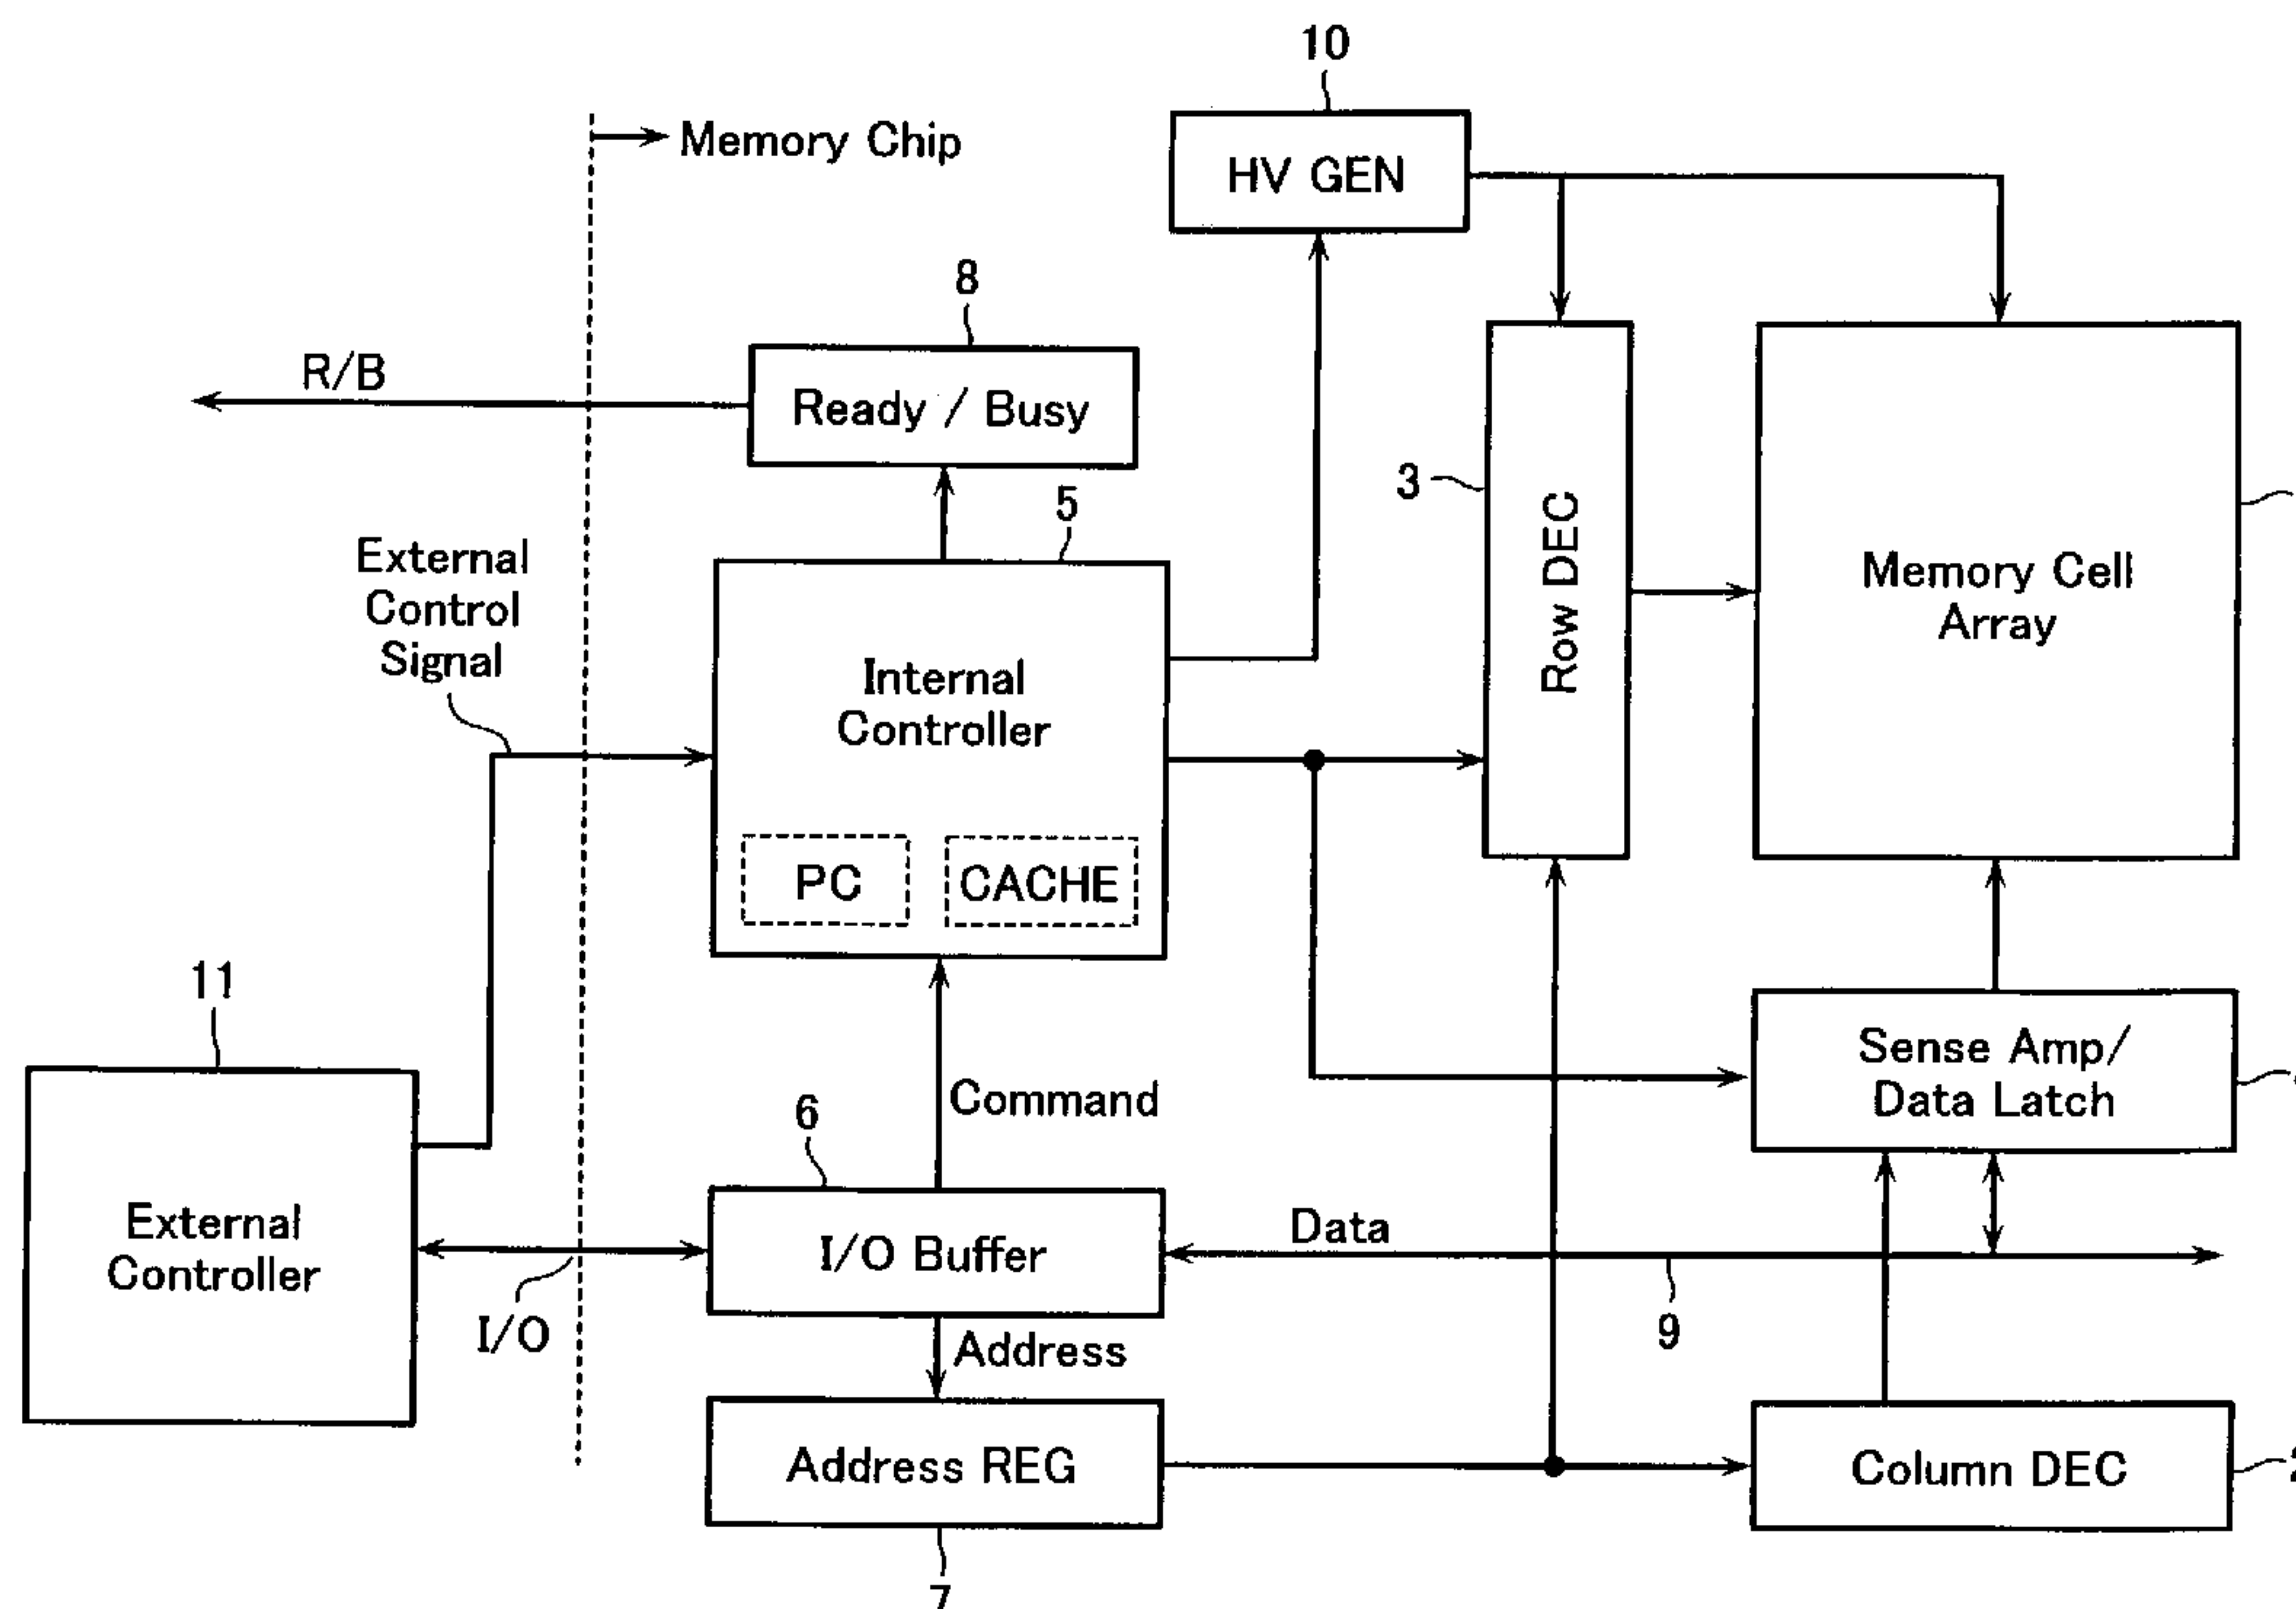 10
Memory Chip
HV GEN
8
R/B
Ready / Busy
3
5
External
Control
Signal
Row DEC
Memory Cell
Array
Internal
Controller
PC
CACHE
11
Sense Amp/
Data Latch
Command
6
External
Controller
Data
I/O Buffer
I/O
9
Address
Address REG
Column DEC
2
7